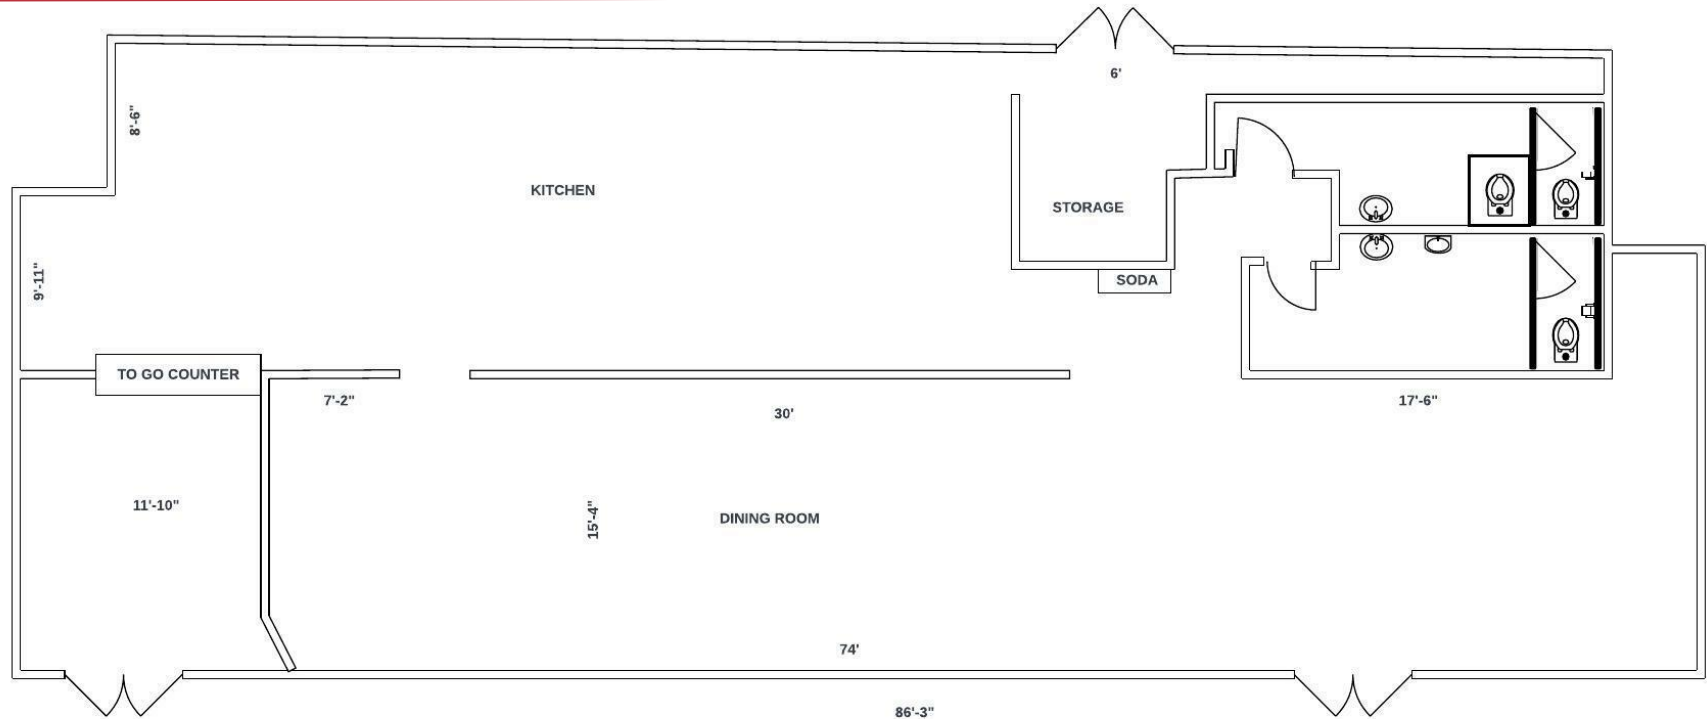 6'
8'-6"
KITCHEN
STORAGE
9'-11"
SODA
TO GO COUNTER
7'-2"
17'-6"
30'
11'-10"
15'-4"
DINING ROOM
74'
86'-3"